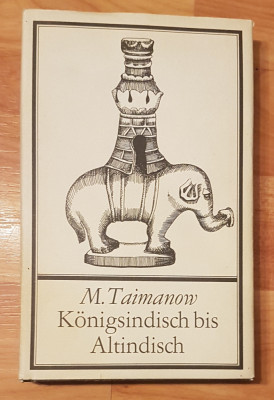 M. Taimanow
Königsindisch bis
Altindisch